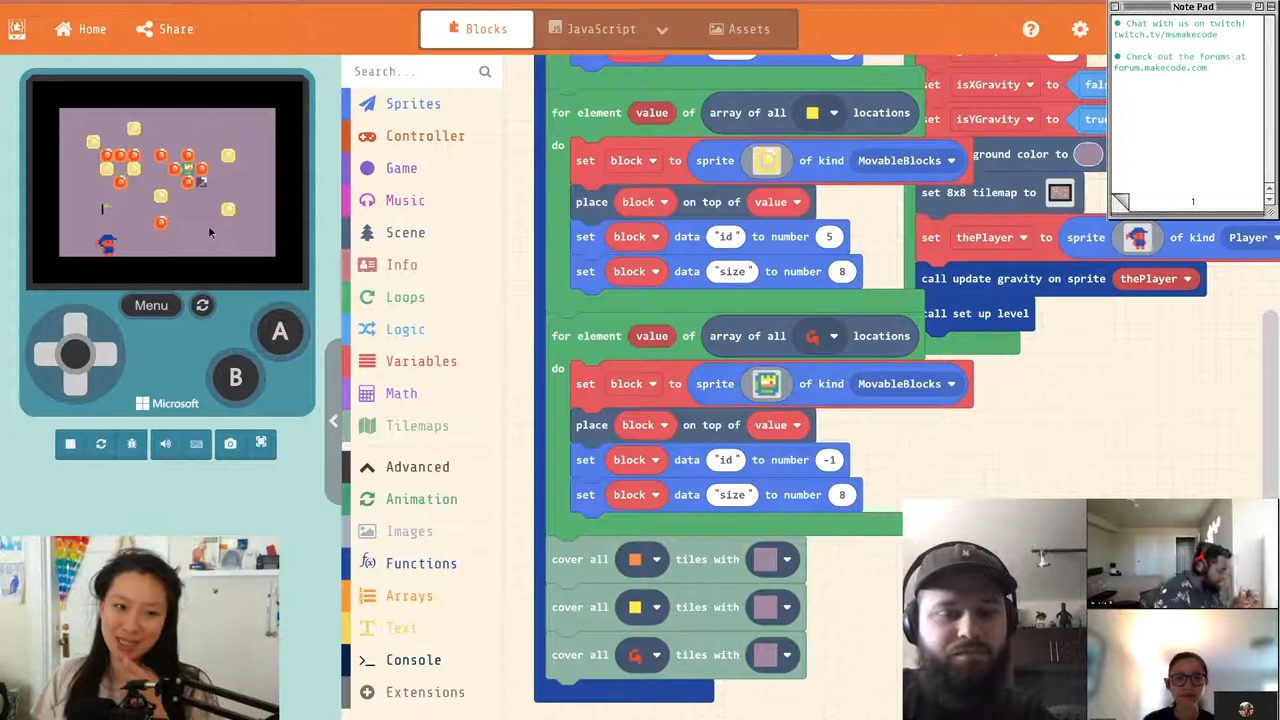 Note Pad
Chat with us on twitch!
twitch.tv/msmakecode
Check out the forums at
forum.makecode.com
1
Home
Share
Blocks
JavaScript
Assets
Menu
A
B
Microsoft
Search...
Sprites
Controller
Game
Music
Scene
Info
Loops
Logic
Variables
Math
Tilemaps
Advanced
Animation
Images
Functions
Arrays
Text
Console
Extensions
for element value of array of all locations
do
set block to sprite of kind MovableBlocks
place block on top of value
set block data "id" to number 5
set block data "size" to number 8
for element value of array of all locations
do
set block to sprite of kind MovableBlocks
place block on top of value
set block data "id" to number -1
set block data "size" to number 8
cover all tiles with
cover all tiles with
cover all tiles with
set isXGravity to fal
set isYGravity to tru
ground color to
set 8x8 tilemap to
set thePlayer to sprite of kind Player
call update gravity on sprite thePlayer
call set up level